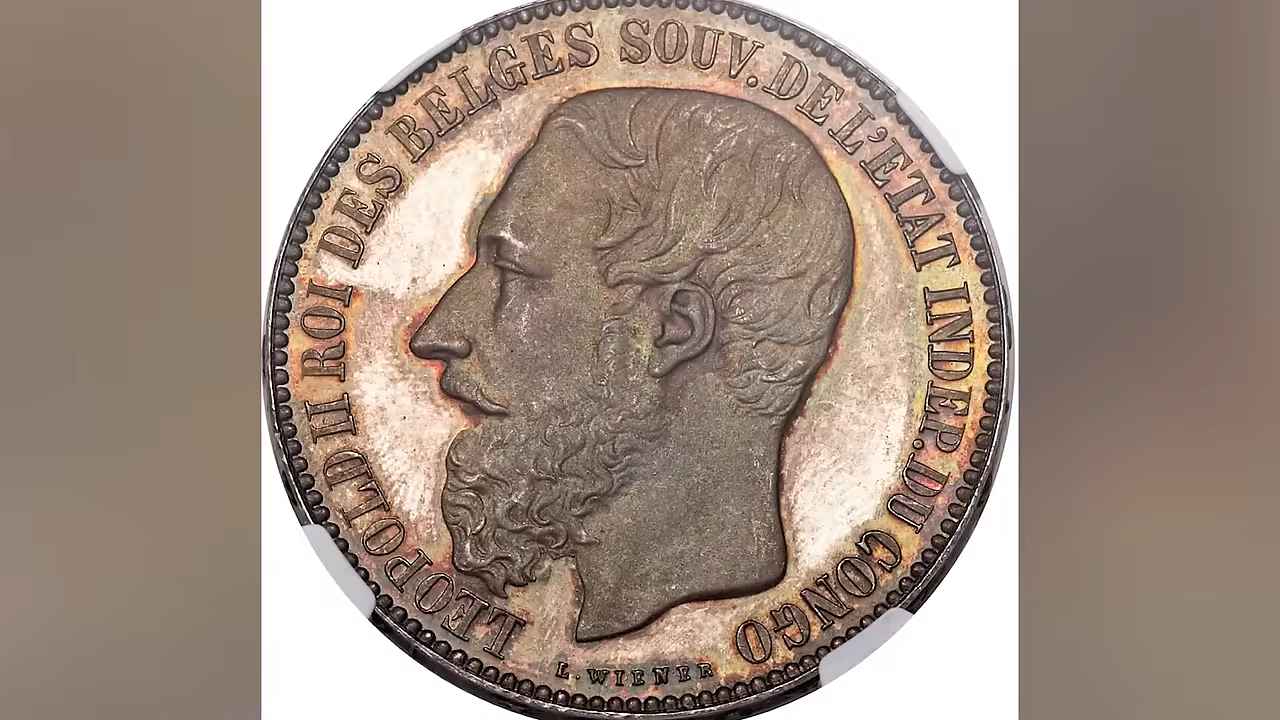 LEOPOLD II ROI DES BELGES SOUV. DE L'ETAT INDEP. DU CONGO
L. WIENER